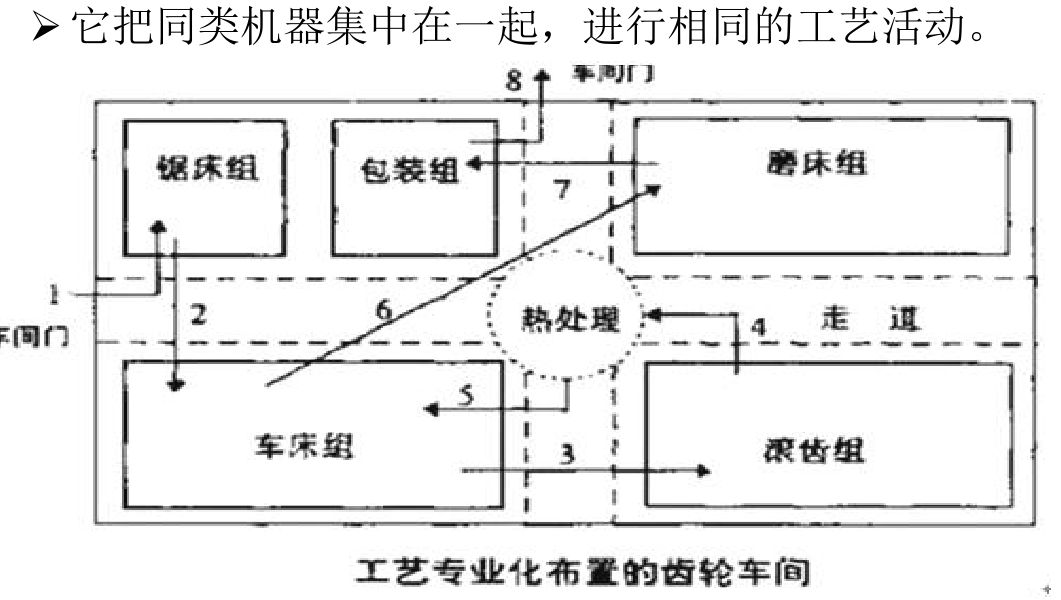 ➢ 它把同类机器集中在一起，进行相同的工艺活动。
8 车间门
锯床组 包装组 磨床组
7
1 2 6 热处理 4 走道
车间门
5
车床组 3 滚齿组
工艺专业化布置的齿轮车间